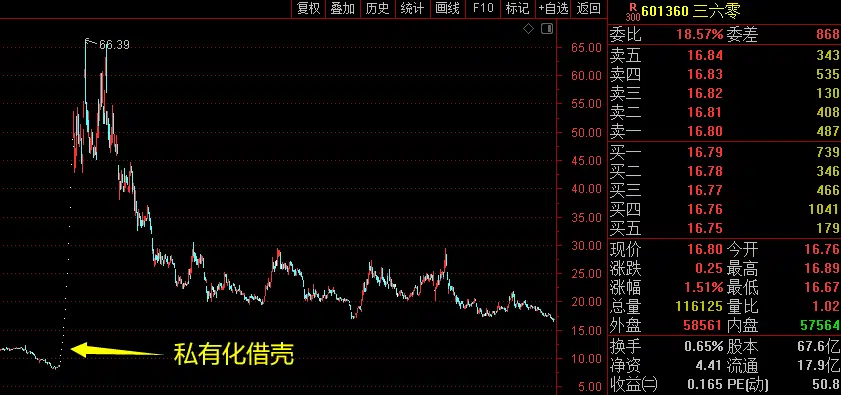 复权 叠加 历史 统计 画线 F10 标记 +自选 返回
R 300 601360 三六零
委比 18.57% 委差 868
卖五 16.84 343
卖四 16.83 535
卖三 16.82 130
卖二 16.81 408
卖一 16.80 487
买一 16.79 739
买二 16.78 346
买三 16.77 466
买四 16.76 1041
买五 16.75 179
现价 16.80 今开 16.76
涨跌 0.25 最高 16.89
涨幅 1.51% 最低 16.67
总量 116125 量比 1.02
外盘 58561 内盘 57564
换手 0.65% 股本 67.6亿
净资 4.41 流通 17.9亿
收益㈢ 0.165 PE(动) 50.8
66.39
65.00
60.00
55.00
50.00
45.00
40.00
35.00
30.00
25.00
20.00
15.00
10.00
5.00
私有化借壳